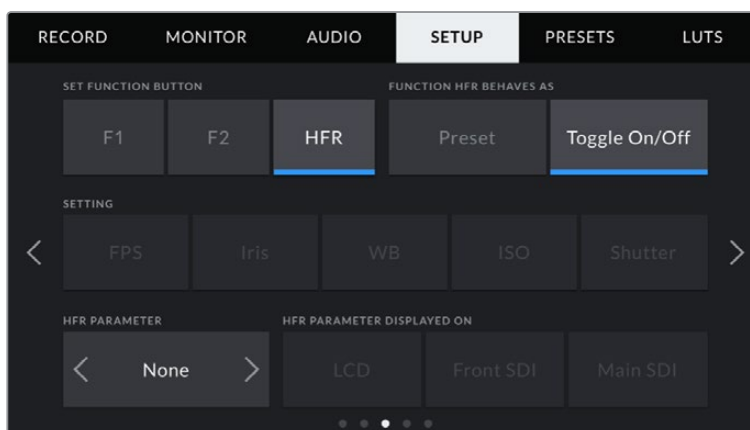 RECORD MONITOR AUDIO SETUP PRESETS LUTS
SET FUNCTION BUTTON FUNCTION HFR BEHAVES AS
F1 F2 HFR Preset Toggle On/Off
SETTING
FPS Iris WB ISO Shutter
HFR PARAMETER HFR PARAMETER DISPLAYED ON
None LCD Front SDI Main SDI